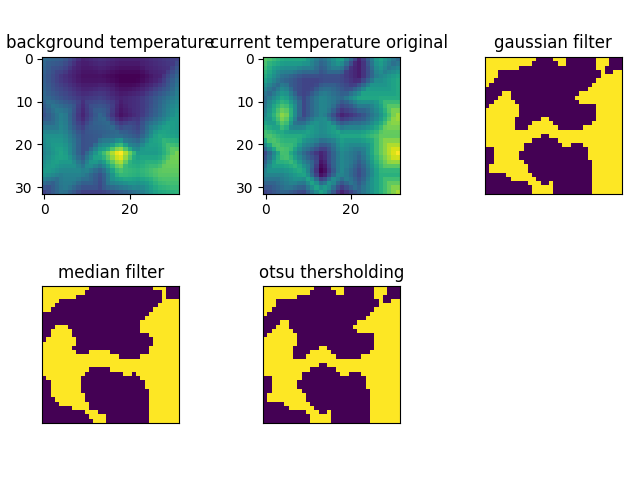 background temperature
current temperature original
gaussian filter
0
10
20
30
0
20
0
10
20
30
0
20
median filter
otsu thersholding